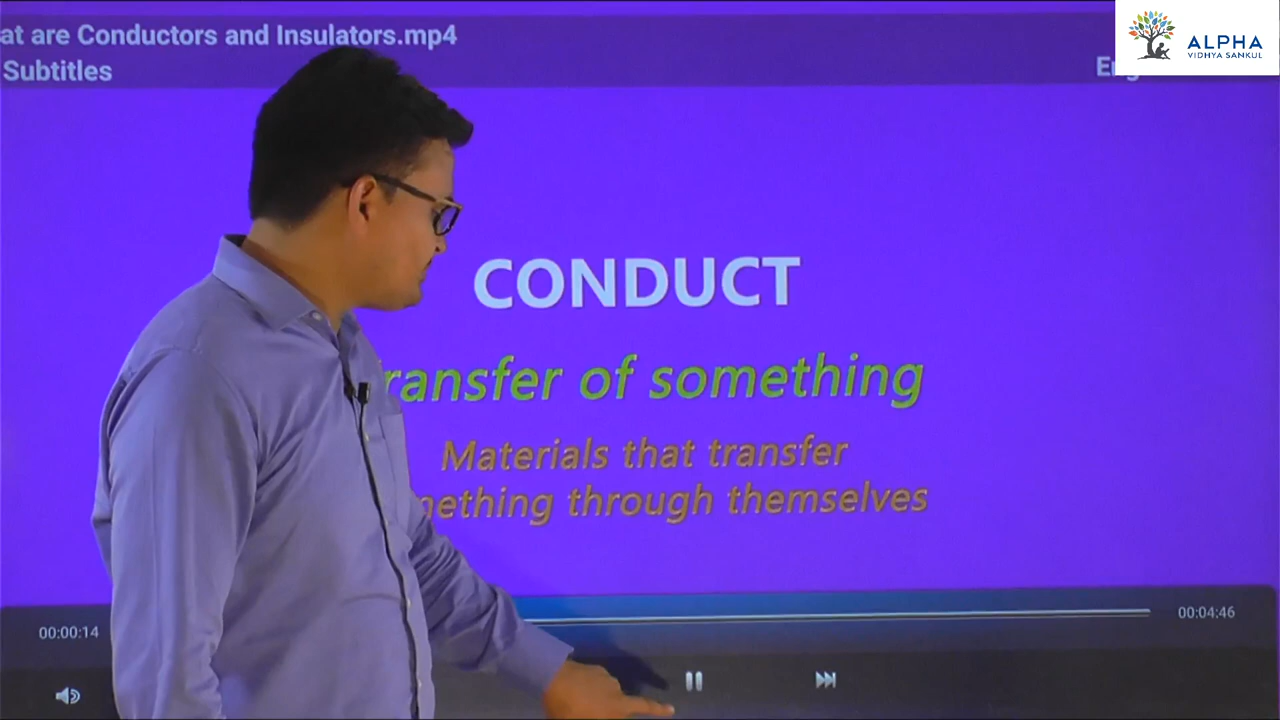 at are Conductors and Insulators.mp4
Subtitles
ALPHA
VIDHYA SANKUL
CONDUCT
ransfer of something
Materials that transfer
mething through themselves
00:00:14
00:04:46